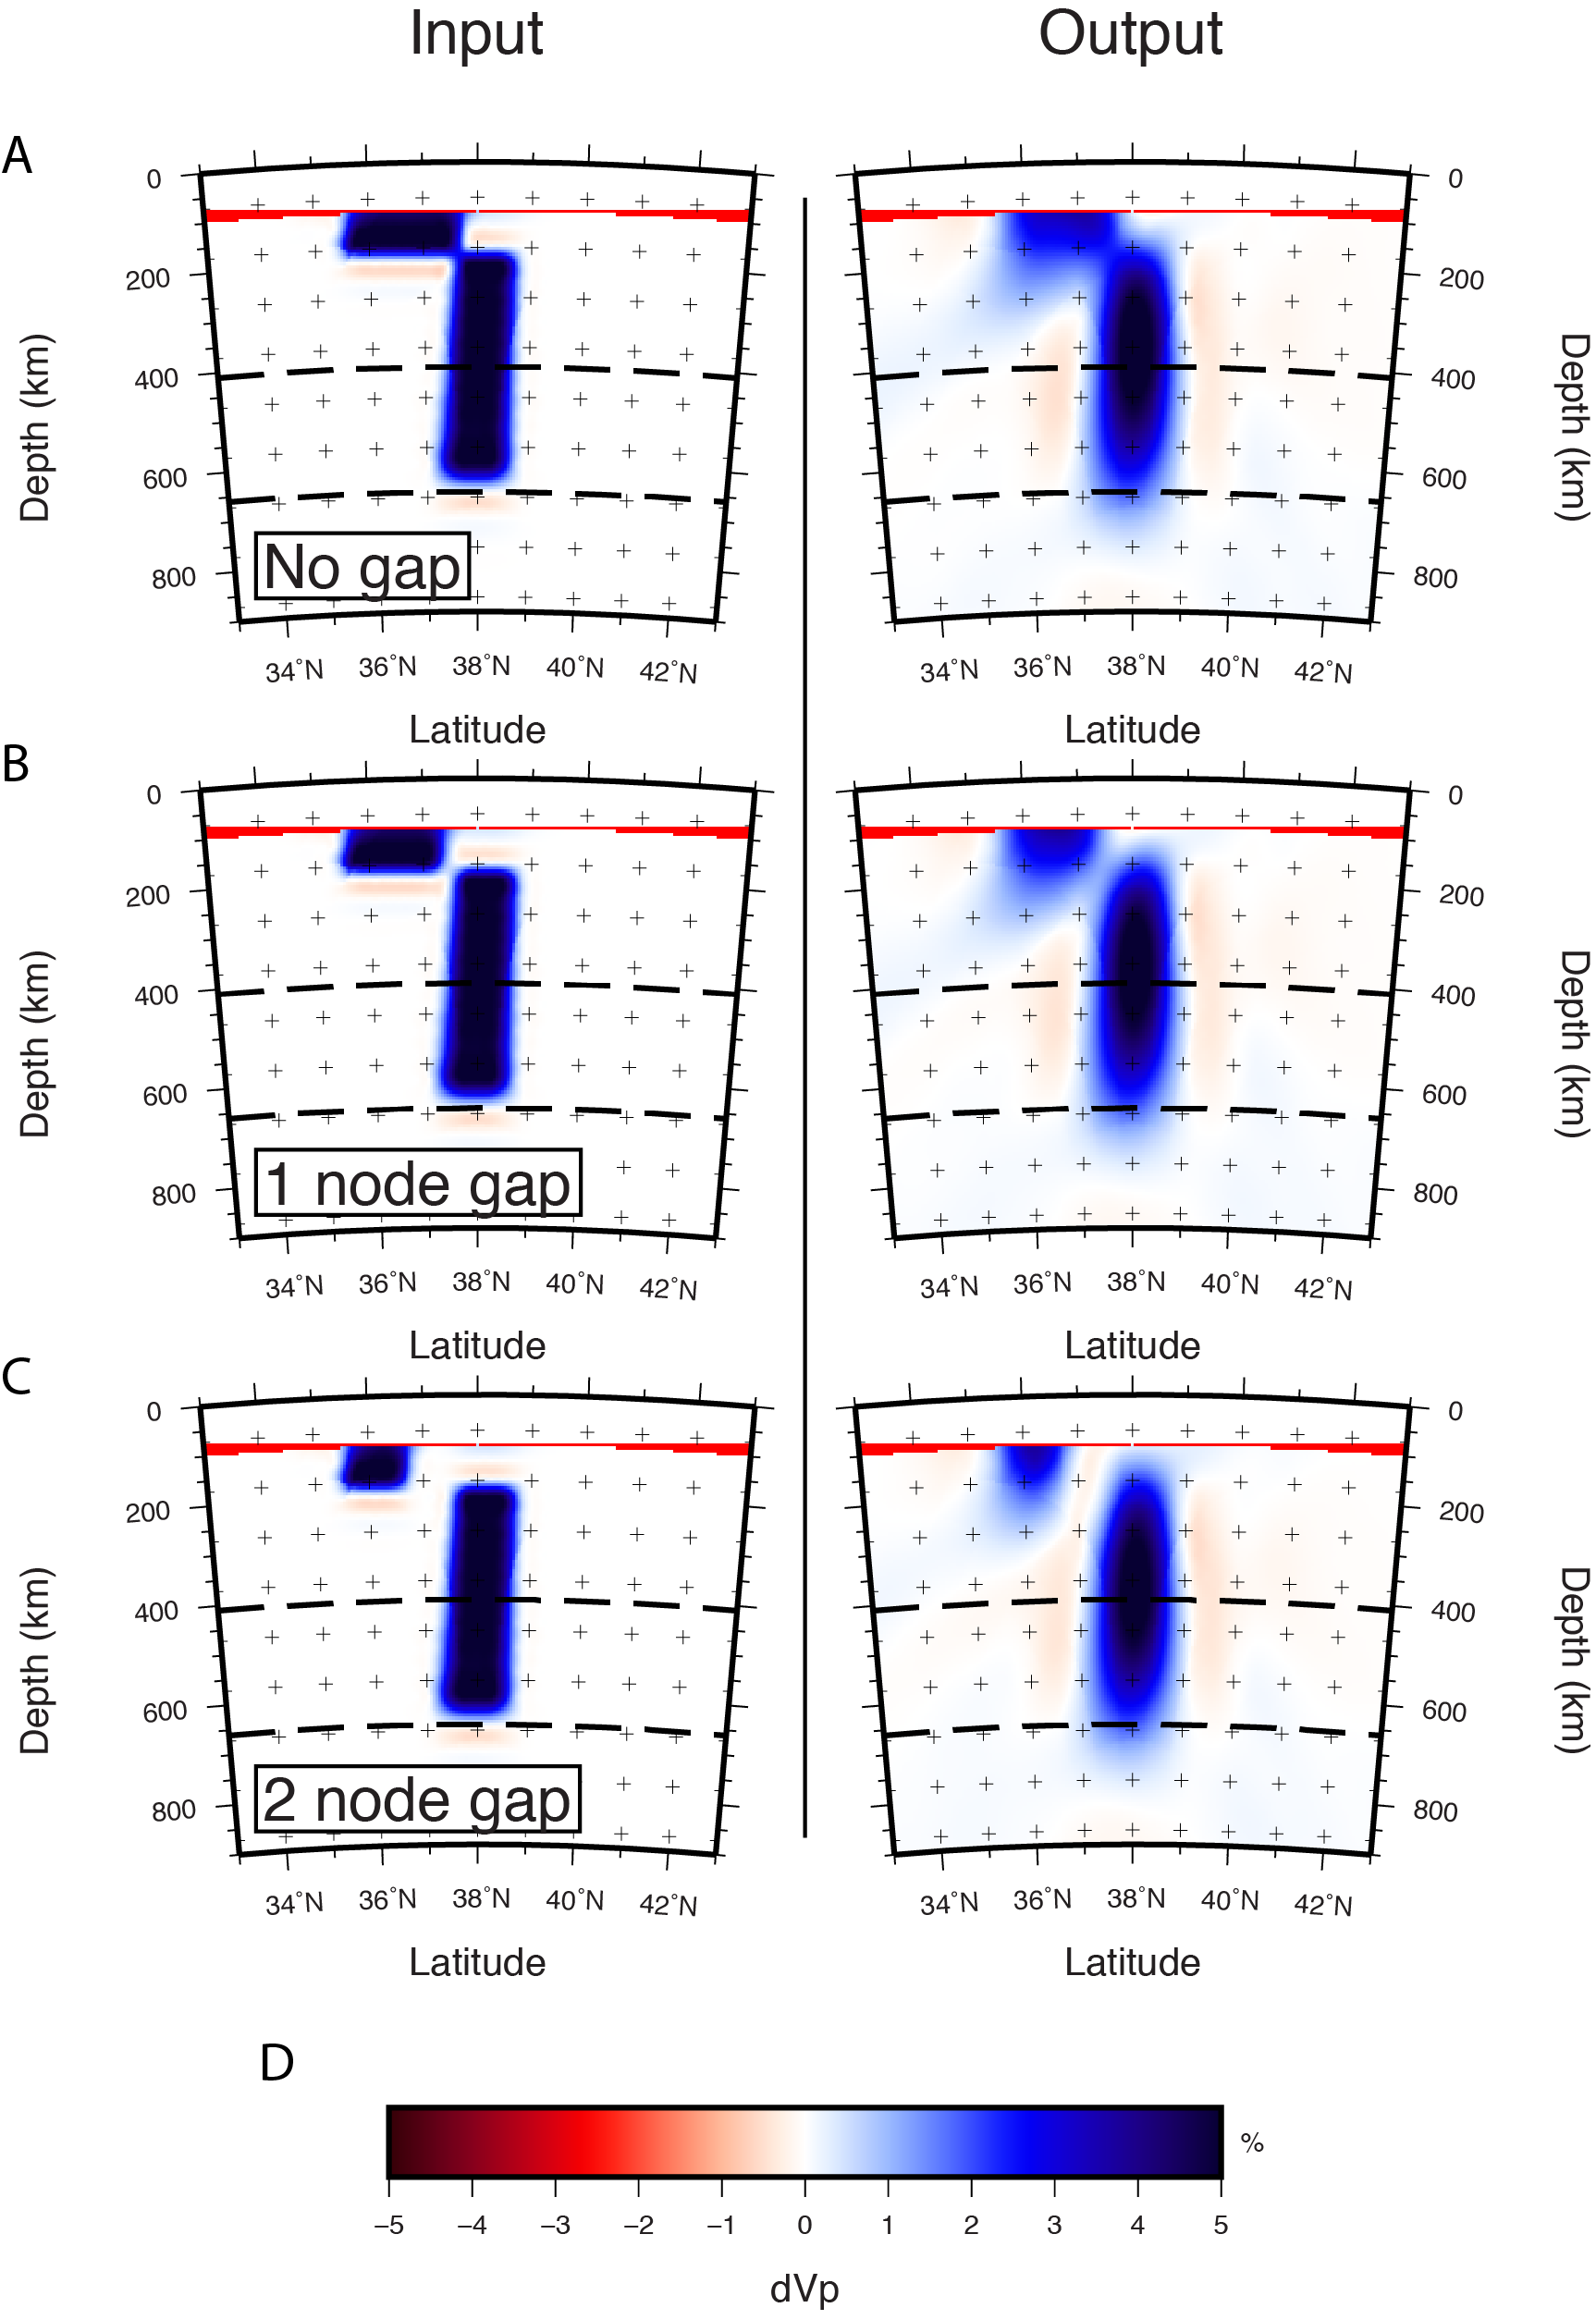 Input Output
A
0 0
200 200
400 400
600 600
800 800
Depth (km) Depth (km)
No gap
34°N 36°N 38°N 40°N 42°N 34°N 36°N 38°N 40°N 42°N
Latitude Latitude
B
0 0
200 200
400 400
600 600
800 800
Depth (km) Depth (km)
1 node gap
34°N 36°N 38°N 40°N 42°N 34°N 36°N 38°N 40°N 42°N
Latitude Latitude
C
0 0
200 200
400 400
600 600
800 800
Depth (km) Depth (km)
2 node gap
34°N 36°N 38°N 40°N 42°N 34°N 36°N 38°N 40°N 42°N
Latitude Latitude
D
%
−5 −4 −3 −2 −1 0 1 2 3 4 5
dVp